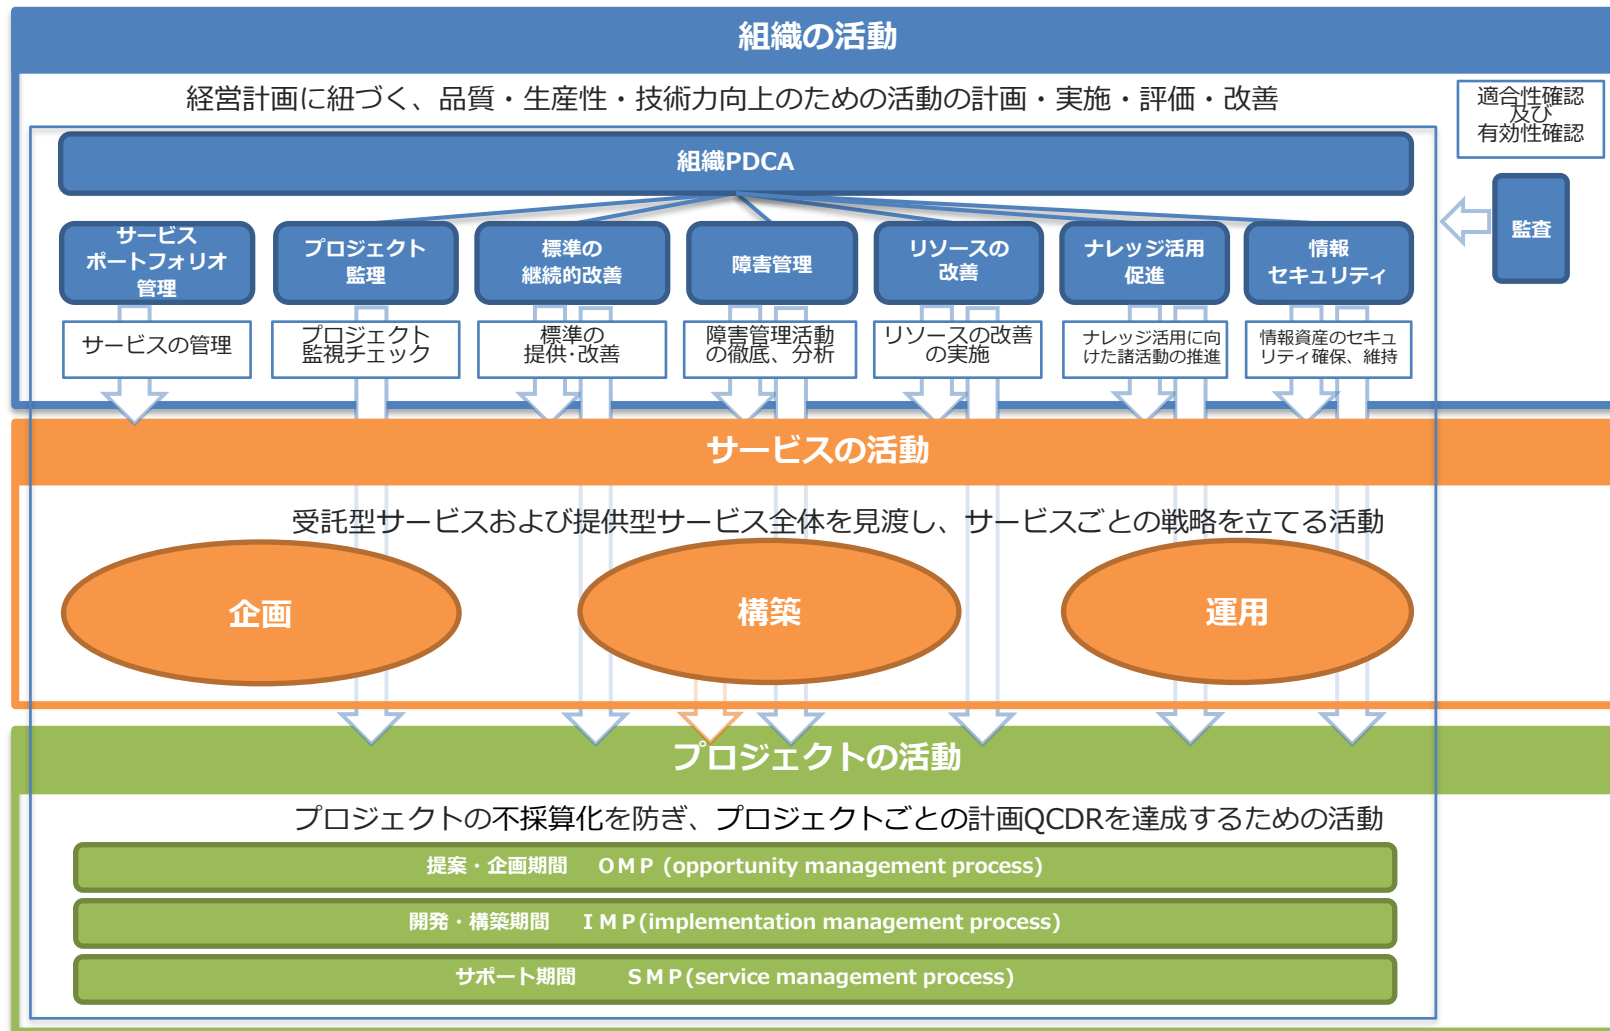 組織の活動
経営計画に紐づく、品質・生産性・技術力向上のための活動の計画・実施・評価・改善
適合性確認
及び
有効性確認
組織PDCA
監査
サービス
ポートフォリオ
管理
プロジェクト
監理
標準の
継続的改善
障害管理
リソースの
改善
ナレッジ活用
促進
情報
セキュリティ
サービスの管理
プロジェクト
監視チェック
標準の
提供･改善
障害管理活動
の徹底、分析
リソースの改善
の実施
ナレッジ活用に向
けた諸活動の推進
情報資産のセキュ
リティ確保、維持
サービスの活動
受託型サービスおよび提供型サービス全体を見渡し、サービスごとの戦略を立てる活動
企画
構築
運用
プロジェクトの活動
プロジェクトの不採算化を防ぎ、プロジェクトごとの計画QCDRを達成するための活動
提案・企画期間　ＯＭＰ (opportunity management process)
開発・構築期間　ＩＭＰ(implementation management process)
サポート期間　ＳＭＰ(service management process)